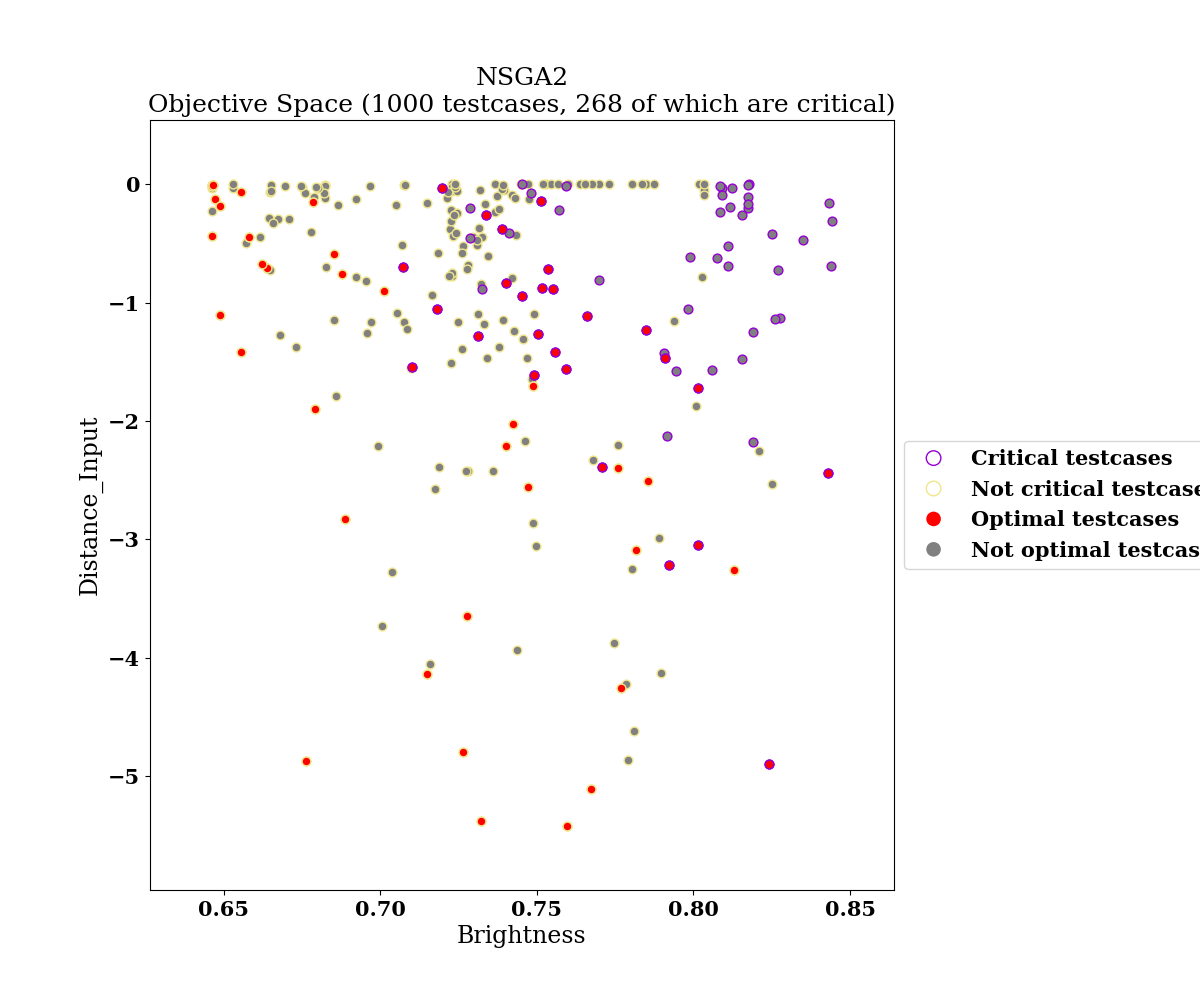 NSGA2
Objective Space (1000 testcases, 268 of which are critical)
0
−1
−2
−3
−4
−5
Distance_Input
0.65 0.70 0.75 0.80 0.85
Brightness
Critical testcases
Not critical testcase
Optimal testcases
Not optimal testcas